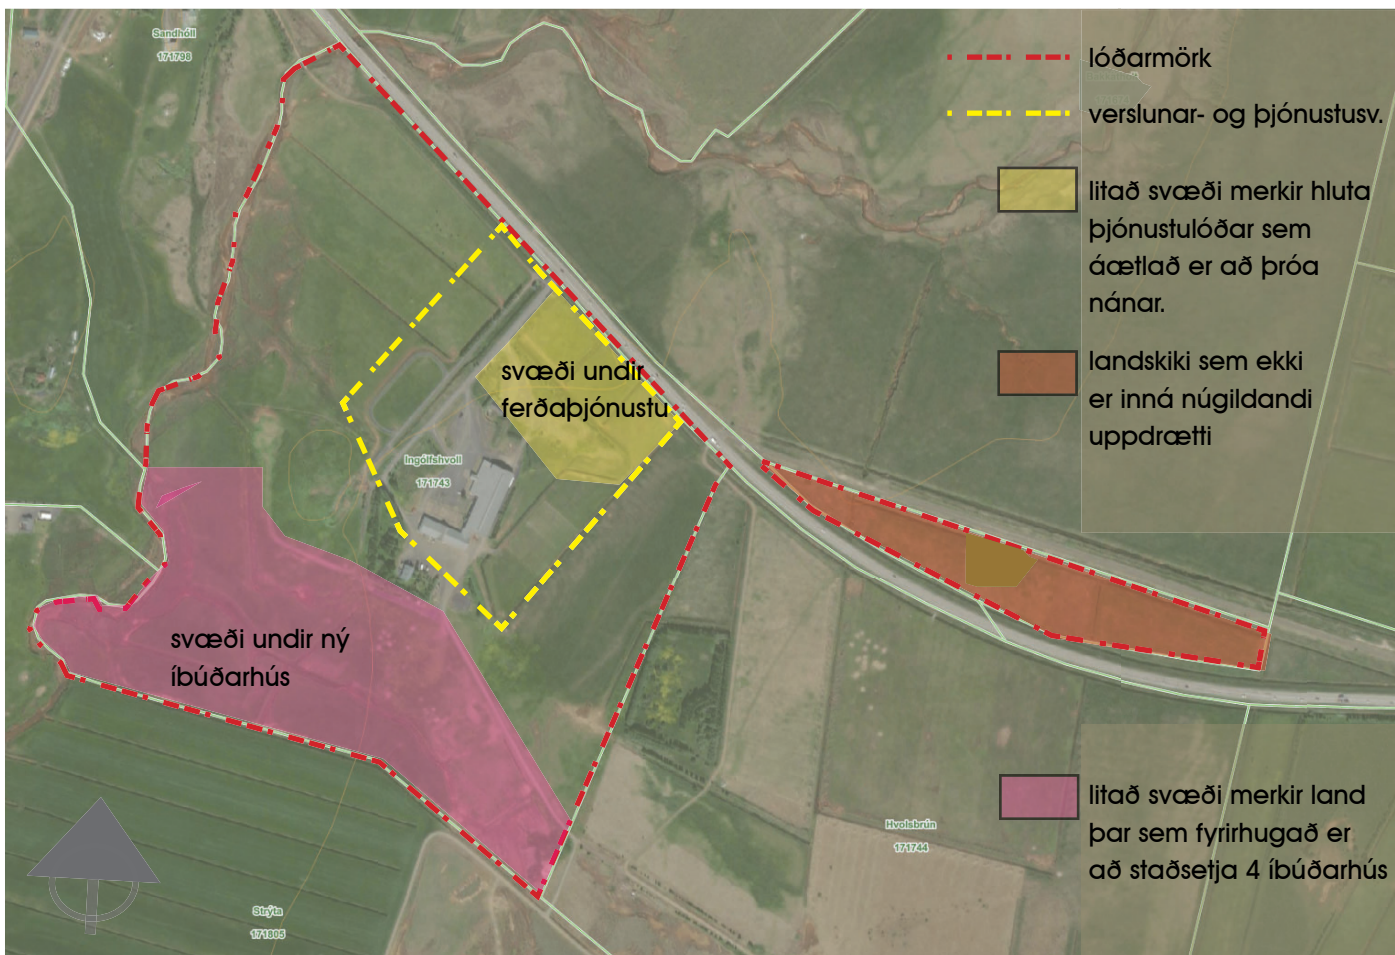 Sandhóll
171798
lóðarmörk
verslunar- og þjónustusv.
litað svæði merkir hluta
þjónustulóðar sem
áætlað er að þróa
nánar.
landskiki sem ekki
er inná núgildandi
uppdrætti
svæði undir
ferðaþjónustu
Ingólfshvoll
171743
svæði undir ný
íbúðarhús
litað svæði merkir land
þar sem fyrirhugað er
að staðsetja 4 íbúðarhús
Hvolsbrún
171744
Strýta
171805